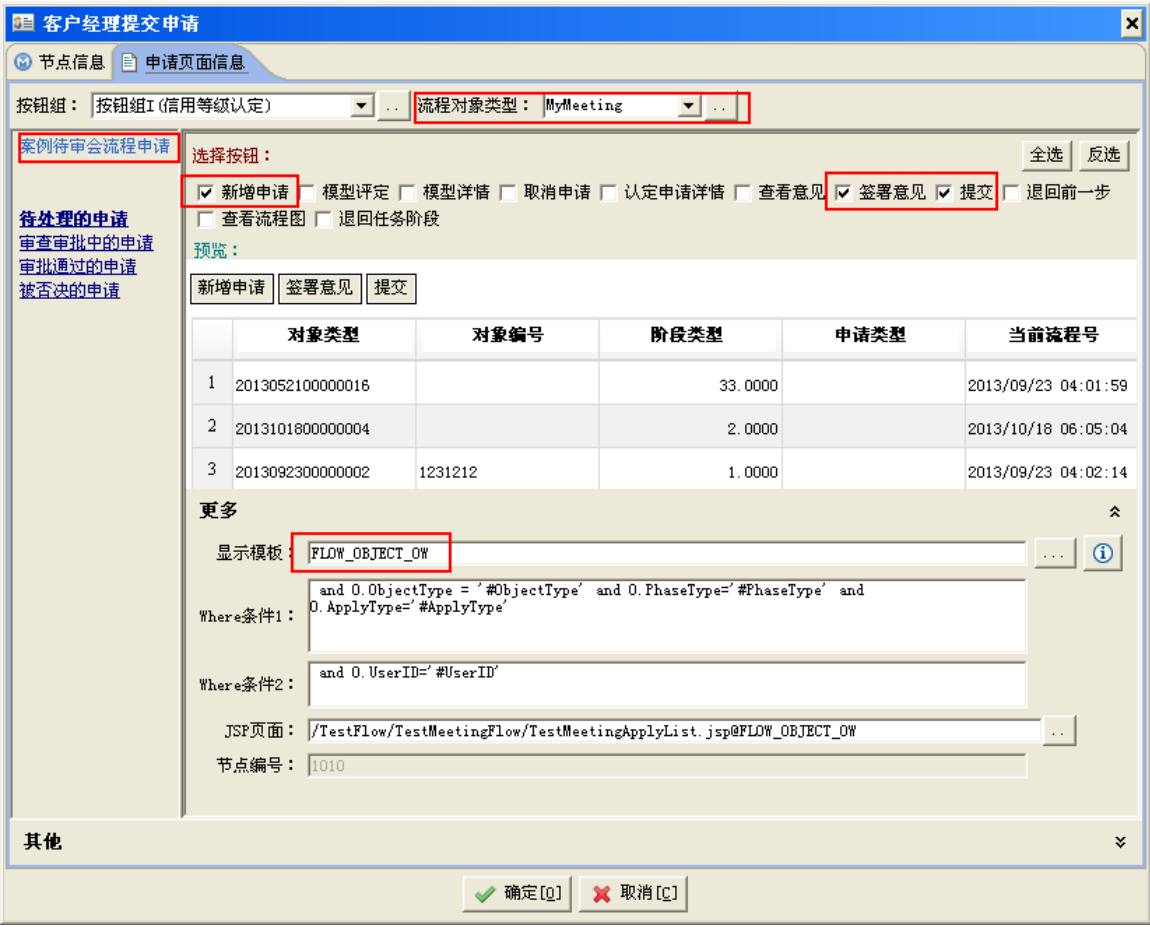 客户经理提交申请
节点信息 申请页面信息
按钮组： 按钮组I(信用等级认定) .. 流程对象类型： MyMeeting ..
案例待审会流程申请
待处理的申请
审查审批中的申请
审批通过的申请
被否决的申请
选择按钮： 全选 反选
新增申请 模型评定 模型详情 取消申请 认定申请详情 查看意见 签署意见 提交 退回前一步
查看流程图 退回任务阶段
预览：
新增申请 签署意见 提交
对象类型 对象编号 阶段类型 申请类型 当前流程号
1 2013052100000016 33.0000 2013/09/23 04:01:59
2 2013101800000004 2.0000 2013/10/18 06:05:04
3 2013092300000002 1231212 1.0000 2013/09/23 04:02:14
更多
显示模板： FLOW_OBJECT_OW ...
Where条件1： and O.ObjectType = '#ObjectType' and O.PhaseType='#PhaseType' and
O.ApplyType='#ApplyType'
Where条件2： and O.UserID='#UserID'
JSP页面： /TestFlow/TestMeetingFlow/TestMeetingApplyList.jsp@FLOW_OBJECT_OW ..
节点编号： 1010
其他
确定[O] 取消[C]